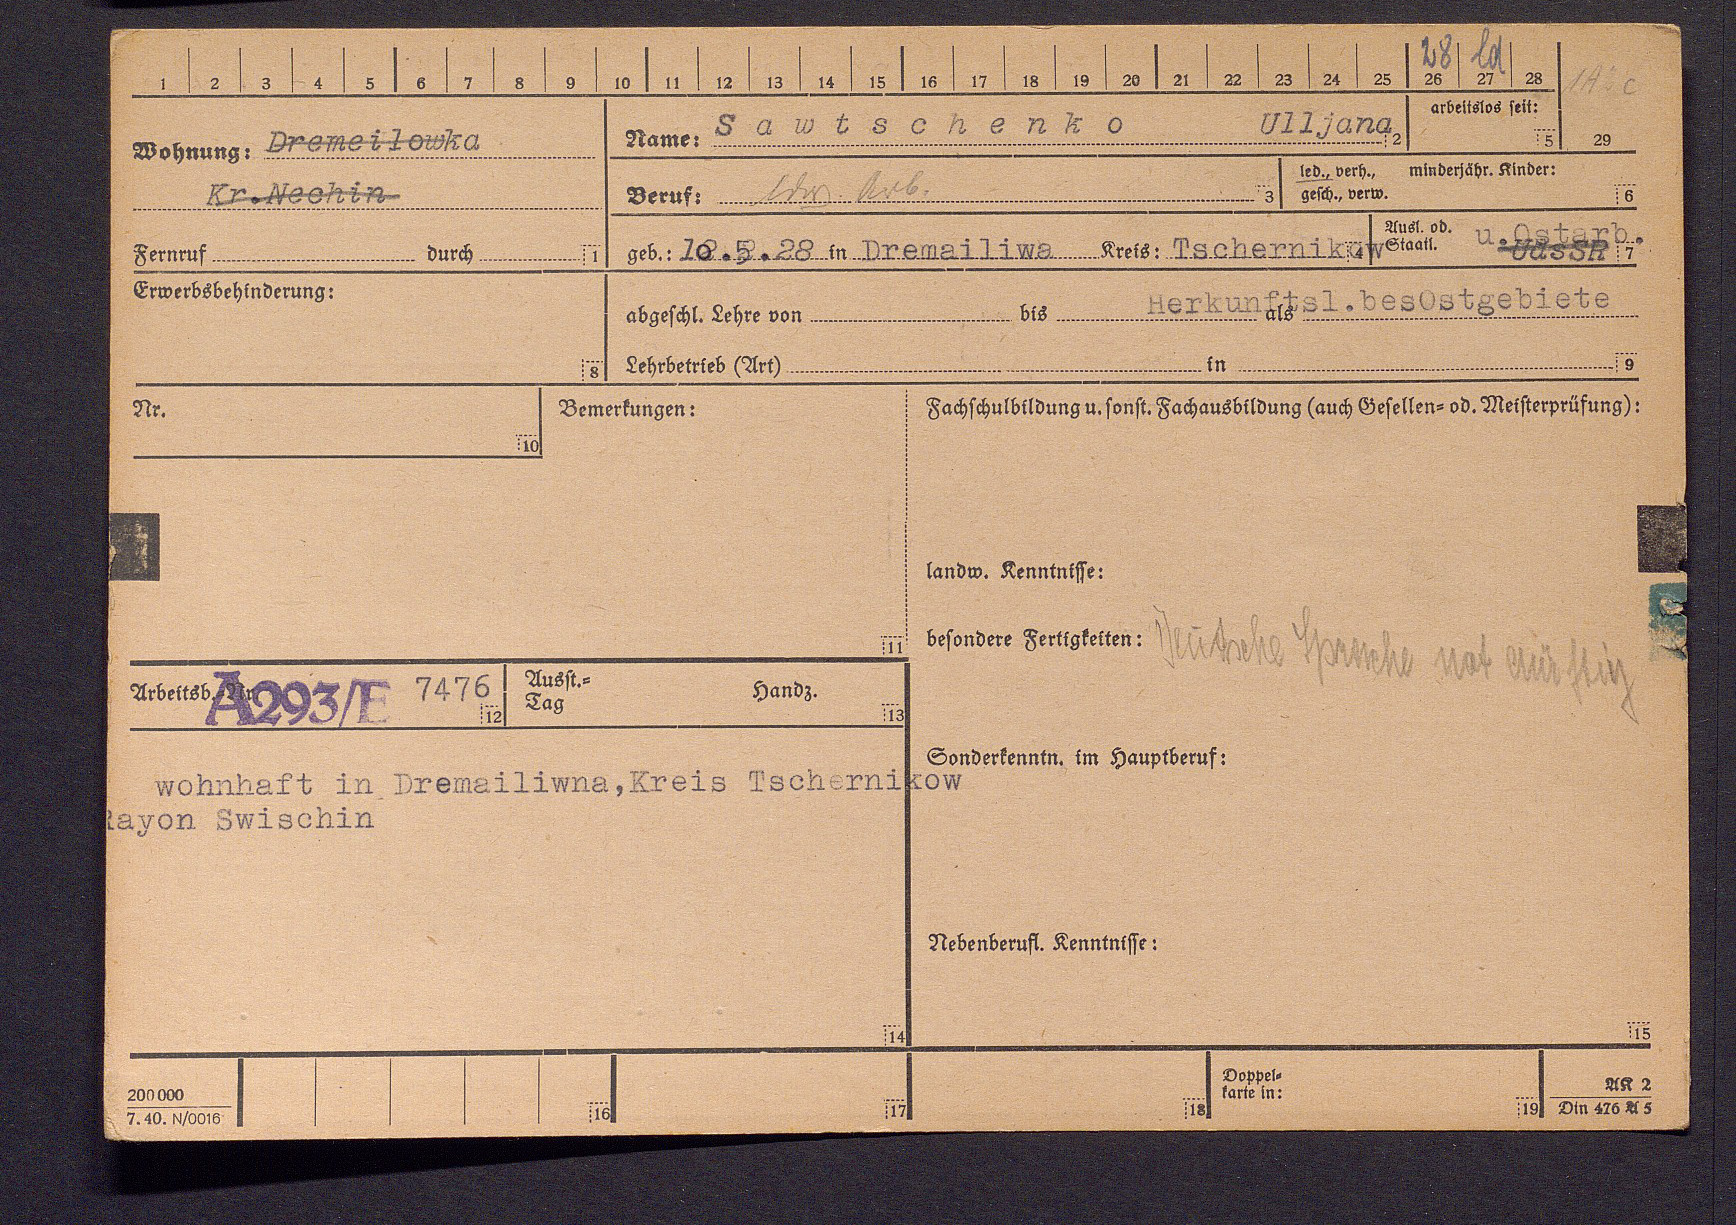 1 2 3 4 5 6 7 8 9 10 11 12 13 14 15 16 17 18 19 20 21 22 23 24 25 26 27 28
28 ld
Wohnung: Dremeilowka
Kr.Nechin
Fernruf durch 1
Name: Sawtschenko Ulljana 2
arbeitslos seit: 5
29
Beruf: ldw. Arb. 3
led., verh., gesch., verw.
minderjähr. Kinder: 6
geb.: .5.28 in Dremailiwa Kreis: Tschernikow 4
Ausl. od. Staatl. u.Ostarb. UdSSR 7
Erwerbsbehinderung: 8
Herkunftsl.besOstgebiete
abgeschl. Lehre von bis als
Lehrbetrieb (Art) in 9
Nr. 10
Bemerkungen: 11
Fachschulbildung u. sonst. Fachausbildung (auch Gesellen- od. Meisterprüfung):
landw. Kenntnisse:
besondere Fertigkeiten: Deutsche Sprache notdürftig
Arbeitsb. Nr. A293/E 7476 12
Ausst.-Tag Handz. 13
wohnhaft in Dremailiwna,Kreis Tschernikow
Rayon Swischin
14
Sonderkenntn. im Hauptberuf:
Nebenberufl. Kenntnisse:
15
200000
7. 40. N/0016
16 17 18
Doppel-
karte in: 19
AK 2
Din 476 A 5